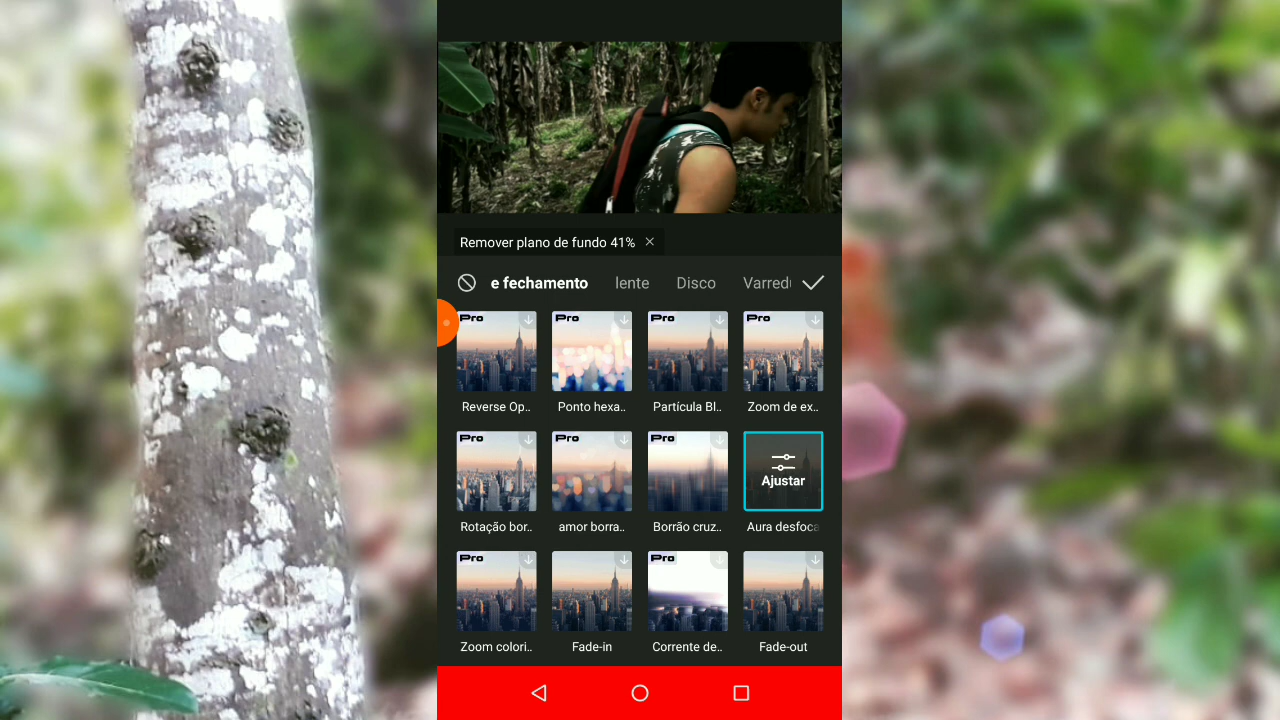 Remover plano de fundo 41% ×
e fechamento lente Disco Varredu
Pro Pro Pro Pro
Reverse Op.. Ponto hexa.. Partícula Bl.. Zoom de ex..
Pro Pro Pro Ajustar
Rotação bor.. amor borra.. Borrão cruz.. Aura desfoca
Pro Pro
Zoom colori.. Fade-in Corrente de.. Fade-out